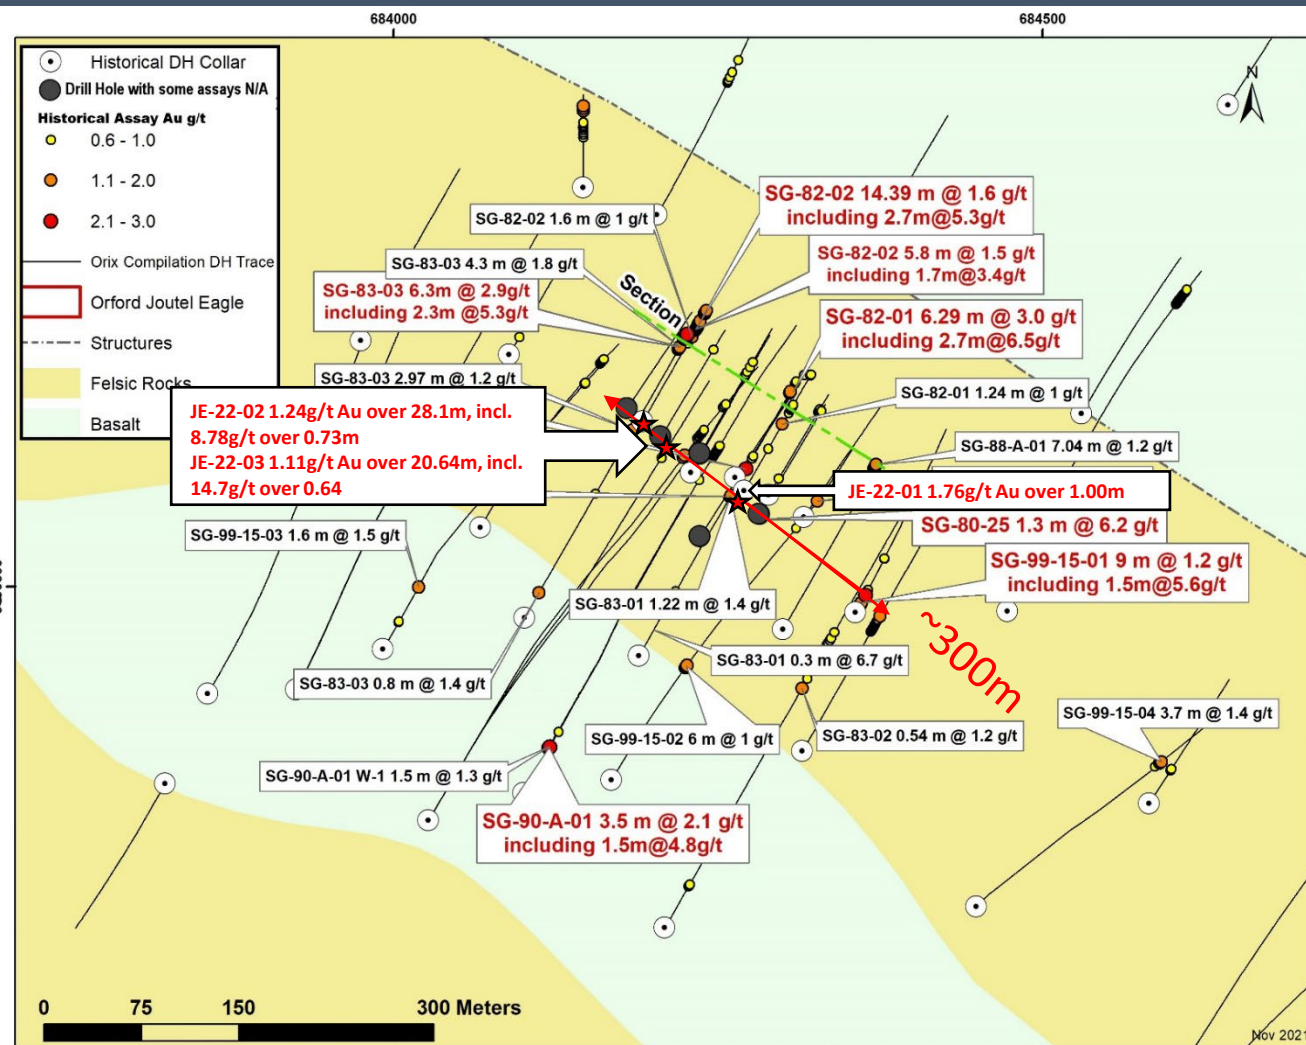 684000
684500
Historical DH Collar
Drill Hole with some assays N/A
Historical Assay Au g/t
0.6 - 1.0
1.1 - 2.0
2.1 - 3.0
Orix Compilation DH Trace
Orford Joutel Eagle
Structures
Felsic Rocks
Basalt
N
SG-82-02 14.39 m @ 1.6 g/t
including 2.7m@5.3g/t
SG-82-02 1.6 m @ 1 g/t
SG-82-02 5.8 m @ 1.5 g/t
including 1.7m@3.4g/t
SG-83-03 4.3 m @ 1.8 g/t
SG-83-03 6.3m @ 2.9g/t
including 2.3m @5.3g/t
Section
SG-82-01 6.29 m @ 3.0 g/t
including 2.7m@6.5g/t
SG-83-03 2.97 m @ 1.2 g/t
SG-82-01 1.24 m @ 1 g/t
JE-22-02 1.24g/t Au over 28.1m, incl.
8.78g/t over 0.73m
JE-22-03 1.11g/t Au over 20.64m, incl.
14.7g/t over 0.64
SG-88-A-01 7.04 m @ 1.2 g/t
JE-22-01 1.76g/t Au over 1.00m
SG-80-25 1.3 m @ 6.2 g/t
SG-99-15-03 1.6 m @ 1.5 g/t
SG-99-15-01 9 m @ 1.2 g/t
including 1.5m@5.6g/t
SG-83-01 1.22 m @ 1.4 g/t
~300m
SG-83-01 0.3 m @ 6.7 g/t
SG-83-03 0.8 m @ 1.4 g/t
SG-99-15-04 3.7 m @ 1.4 g/t
SG-99-15-02 6 m @ 1 g/t
SG-83-02 0.54 m @ 1.2 g/t
SG-90-A-01 W-1 1.5 m @ 1.3 g/t
SG-90-A-01 3.5 m @ 2.1 g/t
including 1.5m@4.8g/t
0 75 150 300 Meters
Nov 2021